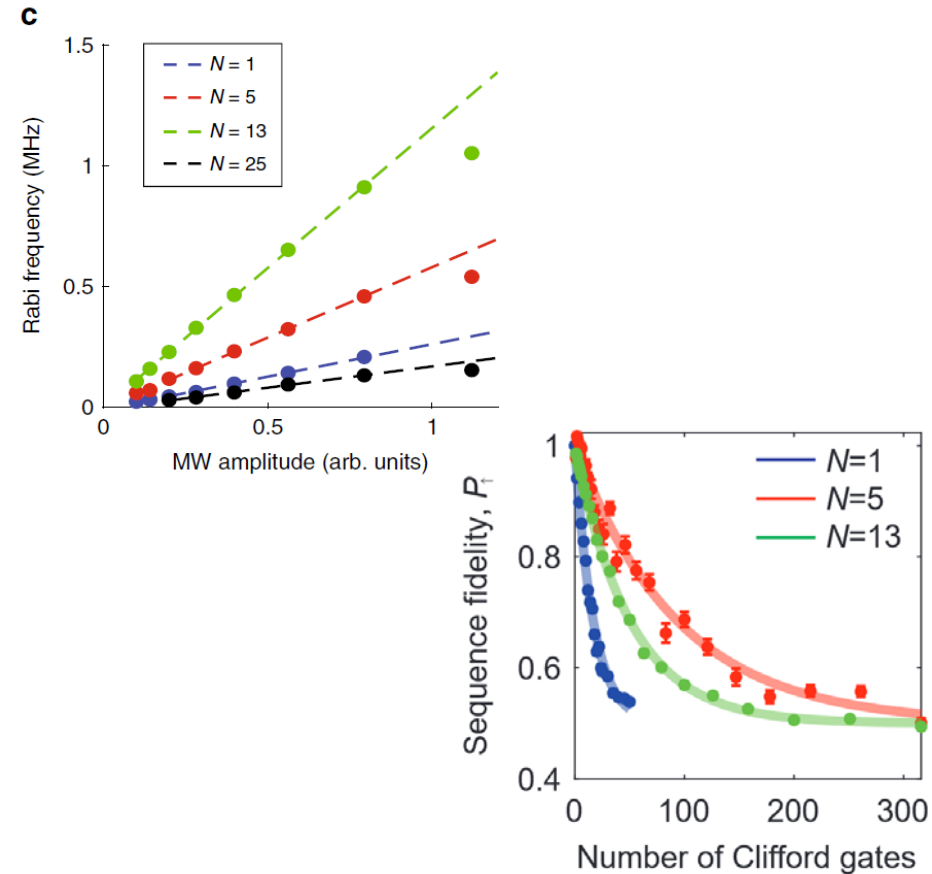 c
Rabi frequency (MHz)
1.5
1
0.5
0
N = 1
N = 5
N = 13
N = 25
0
0.5
1
MW amplitude (arb. units)
Sequence fidelity, P↑
1
0.8
0.6
0.4
N=1
N=5
N=13
0
100
200
300
Number of Clifford gates